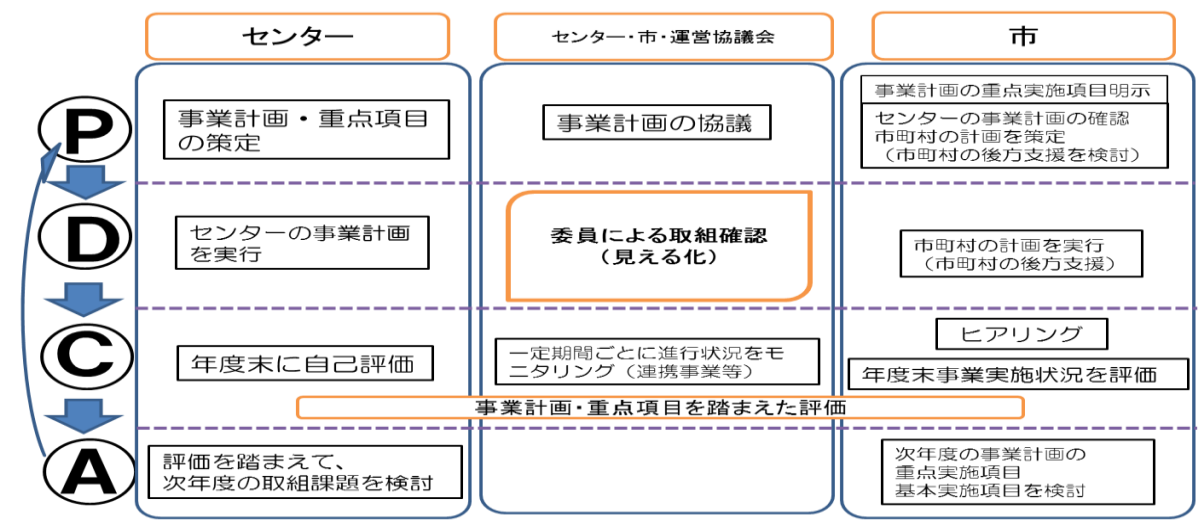 センター
センター・市・運営協議会
市
P
事業計画・重点項目
の策定
事業計画の協議
事業計画の重点実施項目明示
センターの事業計画の確認
市町村の計画を策定
（市町村の後方支援を検討）
D
センターの事業計画
を実行
委員による取組確認
（見える化）
市町村の計画を実行
（市町村の後方支援）
C
年度末に自己評価
一定期間ごとに進行状況をモ
ニタリング（連携事業等）
ヒアリング
年度末事業実施状況を評価
事業計画・重点項目を踏まえた評価
A
評価を踏まえて、
次年度の取組課題を検討
次年度の事業計画の
重点実施項目
基本実施項目を検討